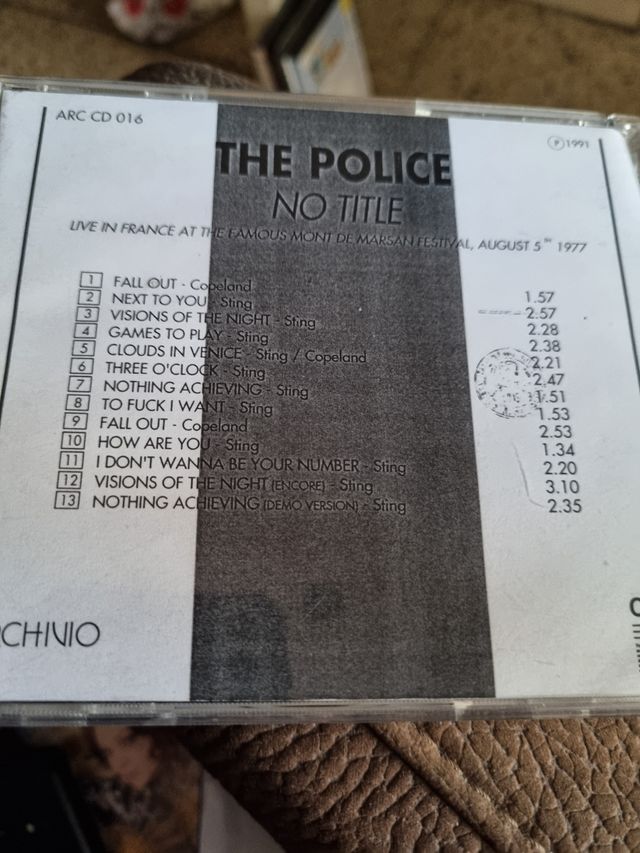 ARC CD 016
℗ 1991
THE POLICE
NO TITLE
LIVE IN FRANCE AT THE FAMOUS MONT DE MARSAN FESTIVAL, AUGUST 5TH 1977
1 FALL OUT - Copeland 1.57
2 NEXT TO YOU - Sting 2.57
3 VISIONS OF THE NIGHT - Sting 2.28
4 GAMES TO PLAY - Sting 2.38
5 CLOUDS IN VENICE - Sting / Copeland 2.21
6 THREE O'CLOCK - Sting 2.47
7 NOTHING ACHIEVING - Sting 1.51
8 TO FUCK I WANT - Sting 1.53
9 FALL OUT - Copeland 2.53
10 HOW ARE YOU - Sting 1.34
11 I DON'T WANNA BE YOUR NUMBER - Sting 2.20
12 VISIONS OF THE NIGHT (ENCORE) - Sting 3.10
13 NOTHING ACHIEVING (DEMO VERSION) - Sting 2.35
CHIVIO